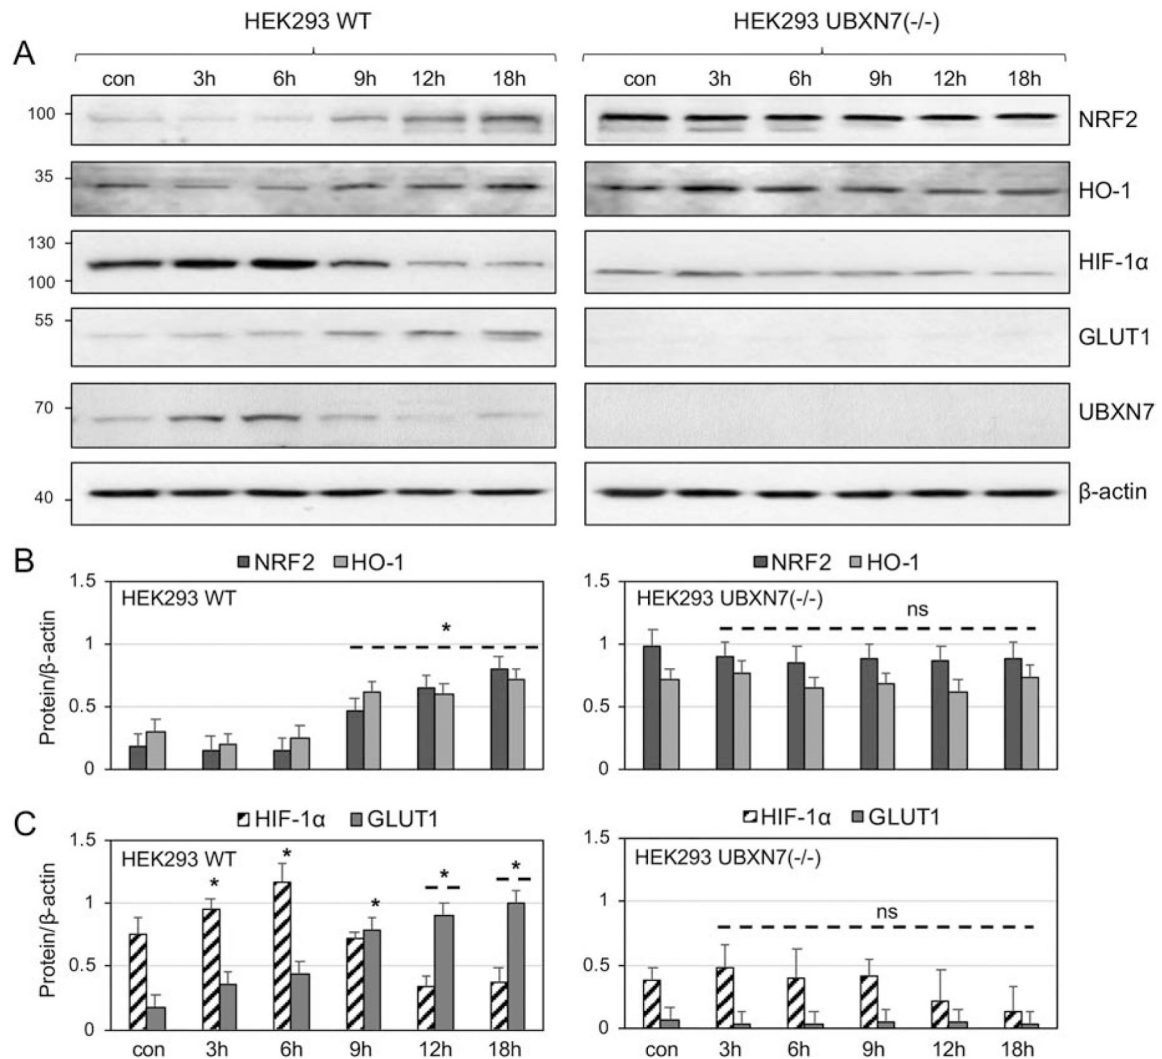 HEK293 WT HEK293 UBXN7(-/-)
A
con 3h 6h 9h 12h 18h con 3h 6h 9h 12h 18h
100 NRF2
35 HO-1
130
100 HIF-1α
55 GLUT1
70 UBXN7
40 β-actin
B
NRF2 HO-1 NRF2 HO-1
1.5 HEK293 WT 1.5 HEK293 UBXN7(-/-)
* ns
1 1
Protein/β-actin
0.5 0.5
0 0
C
HIF-1α GLUT1 HIF-1α GLUT1
1.5 HEK293 WT 1.5 HEK293 UBXN7(-/-)
* * * * * ns
1 1
Protein/β-actin
0.5 0.5
0 0
con 3h 6h 9h 12h 18h con 3h 6h 9h 12h 18h